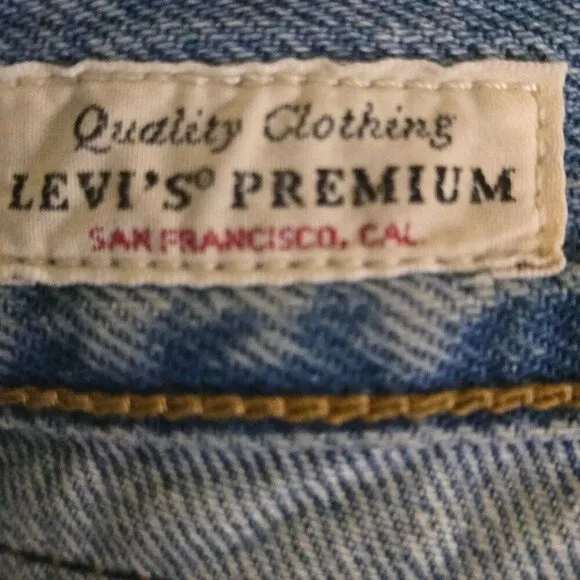 Quality Clothing
LEVI'S® PREMIUM
SAN FRANCISCO, CAL.